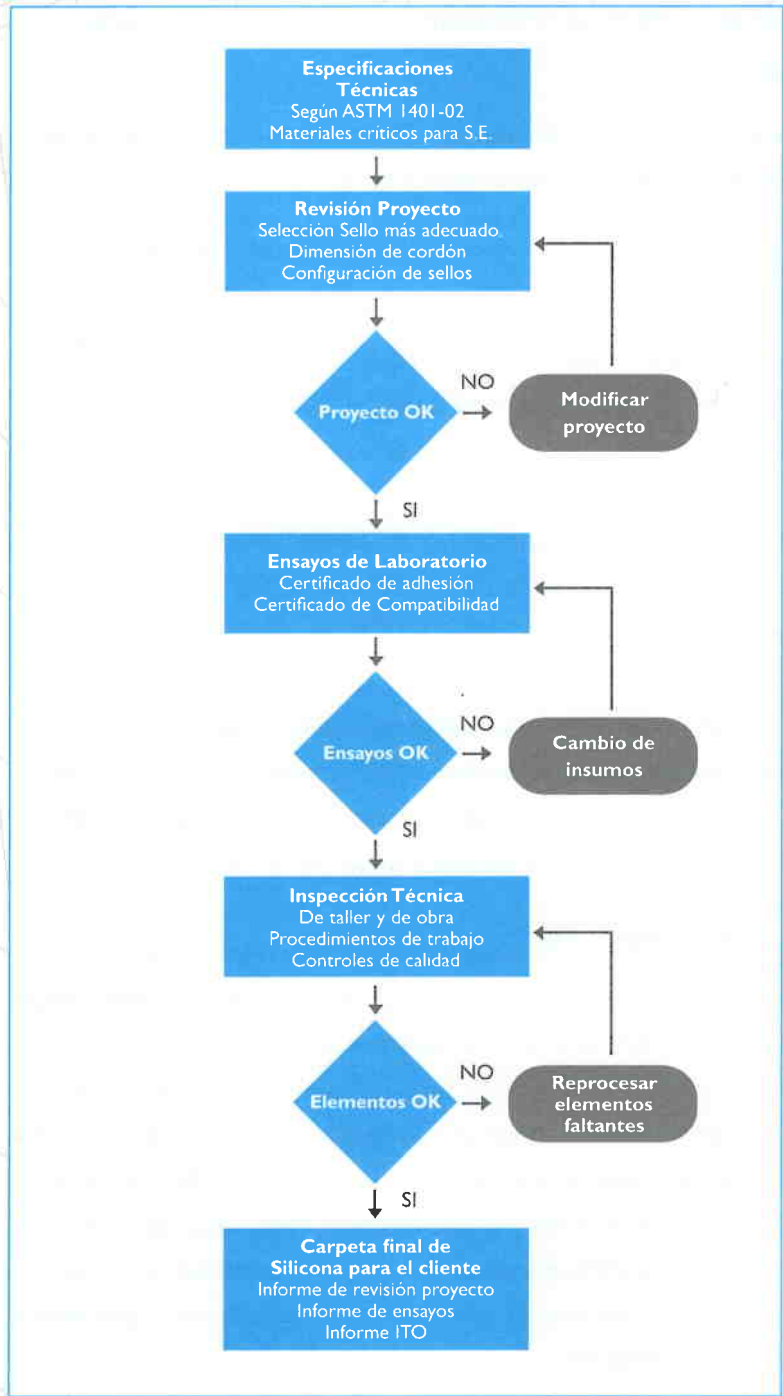 Especificaciones
Técnicas
Según ASTM 1401-02
Materiales críticos para S.E.
Revisión Proyecto
Selección Sello más adecuado
Dimensión de cordón
Configuración de sellos
Proyecto OK
NO
Modificar
proyecto
SI
Ensayos de Laboratorio
Certificado de adhesión
Certificado de Compatibilidad
Ensayos OK
NO
Cambio de
insumos
SI
Inspección Técnica
De taller y de obra
Procedimientos de trabajo
Controles de calidad
Elementos OK
NO
Reprocesar
elementos
faltantes
SI
Carpeta final de
Silicona para el cliente
Informe de revisión proyecto
Informe de ensayos
Informe ITO